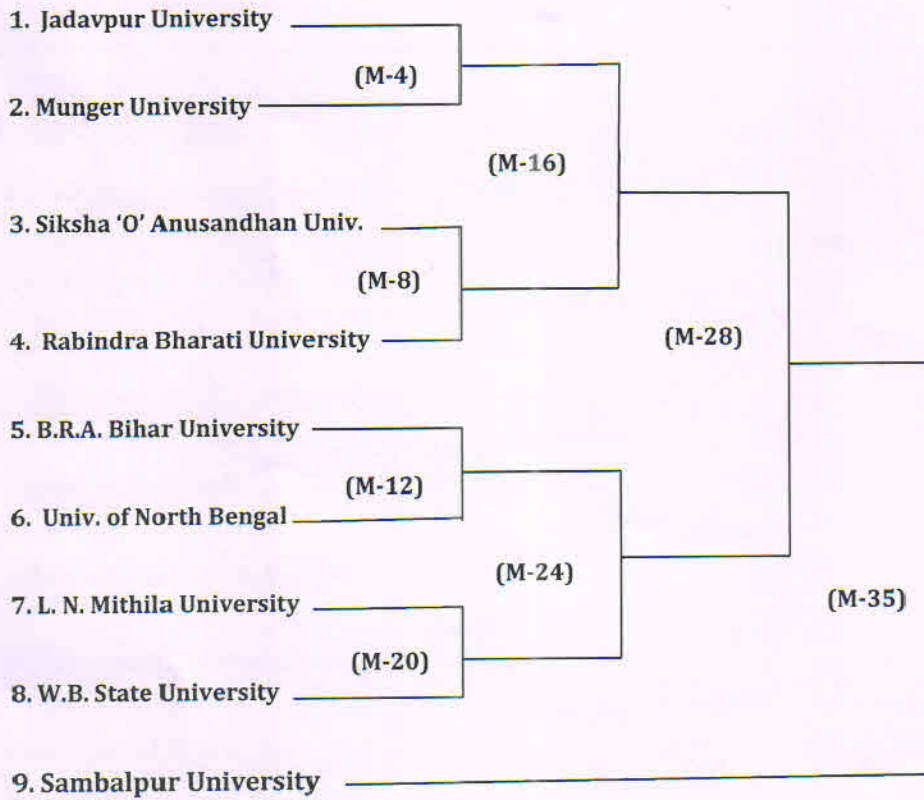 1. Jadavpur University
(M-4)
2. Munger University
(M-16)
3. Siksha ‘O’ Anusandhan Univ.
(M-8)
4. Rabindra Bharati University
(M-28)
5. B.R.A. Bihar University
(M-12)
6. Univ. of North Bengal
(M-24)
7. L. N. Mithila University
(M-35)
(M-20)
8. W.B. State University
9. Sambalpur University